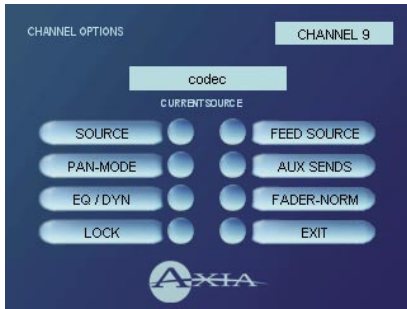 CHANNEL OPTIONS
CHANNEL 9
codec
CURRENTSOURCE
SOURCE
FEED SOURCE
PAN-MODE
AUX SENDS
EQ / DYN
FADER-NORM
LOCK
EXIT
AXIA